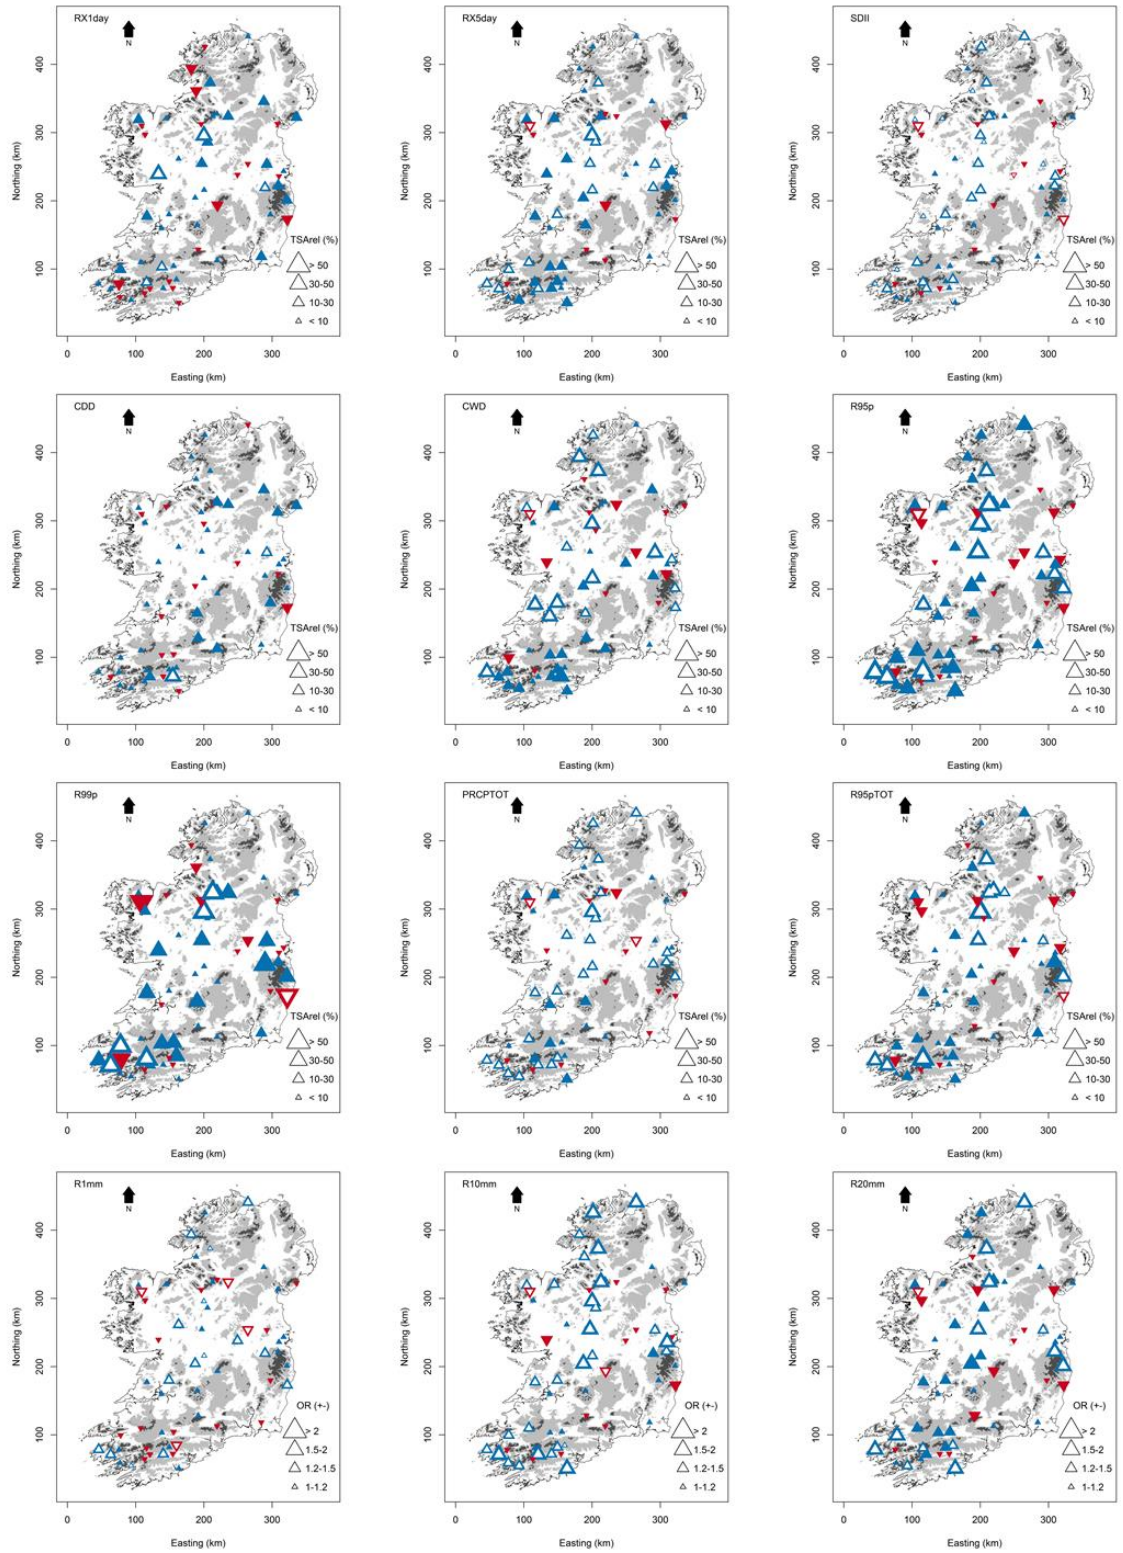 RX1day
N
Northing (km)
400
300
200
100
TSArel (%)
> 50
30-50
10-30
< 10
0 100 200 300
Easting (km)
RX5day
N
Northing (km)
400
300
200
100
TSArel (%)
> 50
30-50
10-30
< 10
0 100 200 300
Easting (km)
SDII
N
Northing (km)
400
300
200
100
TSArel (%)
> 50
30-50
10-30
< 10
0 100 200 300
Easting (km)
CDD
N
Northing (km)
400
300
200
100
TSArel (%)
> 50
30-50
10-30
< 10
0 100 200 300
Easting (km)
CWD
N
Northing (km)
400
300
200
100
TSArel (%)
> 50
30-50
10-30
< 10
0 100 200 300
Easting (km)
R95p
N
Northing (km)
400
300
200
100
TSArel (%)
> 50
30-50
10-30
< 10
0 100 200 300
Easting (km)
R99p
N
Northing (km)
400
300
200
100
TSArel (%)
> 50
30-50
10-30
< 10
0 100 200 300
Easting (km)
PRCPTOT
N
Northing (km)
400
300
200
100
TSArel (%)
> 50
30-50
10-30
< 10
0 100 200 300
Easting (km)
R95pTOT
N
Northing (km)
400
300
200
100
TSArel (%)
> 50
30-50
10-30
< 10
0 100 200 300
Easting (km)
R1mm
N
Northing (km)
400
300
200
100
OR (+-)
> 2
1.5-2
1.2-1.5
1-1.2
0 100 200 300
Easting (km)
R10mm
N
Northing (km)
400
300
200
100
OR (+-)
> 2
1.5-2
1.2-1.5
1-1.2
0 100 200 300
Easting (km)
R20mm
N
Northing (km)
400
300
200
100
OR (+-)
> 2
1.5-2
1.2-1.5
1-1.2
0 100 200 300
Easting (km)